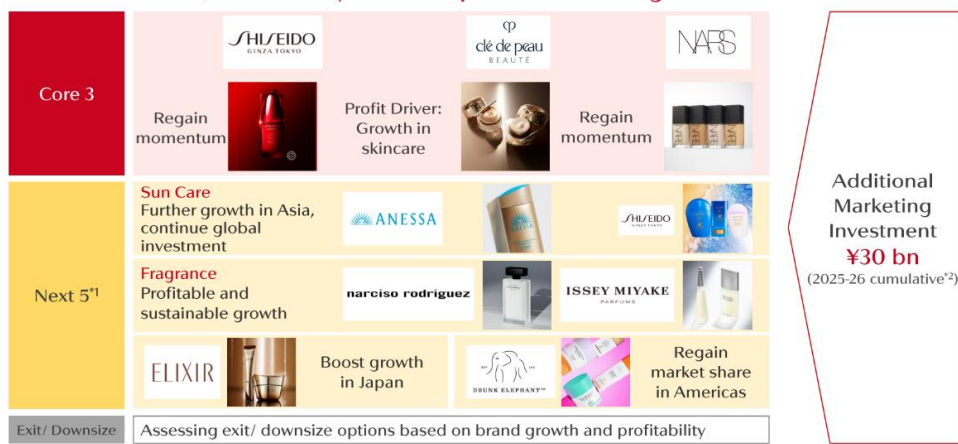 Core 3
SHISEIDO
GINZA TOKYO
Regain
momentum
clé de peau
BEAUTÉ
Profit Driver:
Growth in
skincare
NARS
Regain
momentum
Next 5*1
Sun Care
Further growth in Asia,
continue global
investment
ANESSA
SHISEIDO
GINZA TOKYO
Fragrance
Profitable and
sustainable growth
narciso rodriguez
ISSEY MIYAKE
PARFUMS
ELIXIR
Boost growth
in Japan
DRUNK ELEPHANT™
Regain
market share
in Americas
Exit/ Downsize
Assessing exit/ downsize options based on brand growth and profitability
Additional
Marketing
Investment
¥30 bn
(2025-26 cumulative*2)